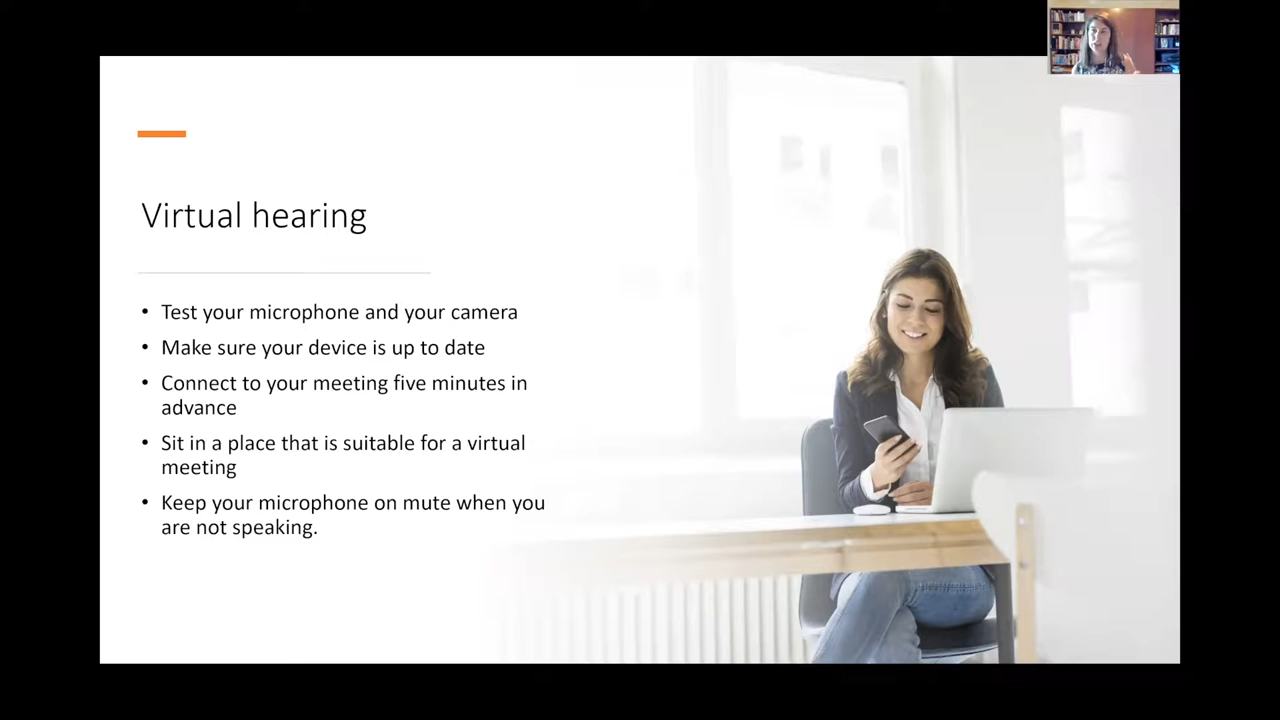 Virtual hearing
• Test your microphone and your camera
• Make sure your device is up to date
• Connect to your meeting five minutes in
advance
• Sit in a place that is suitable for a virtual
meeting
• Keep your microphone on mute when you
are not speaking.